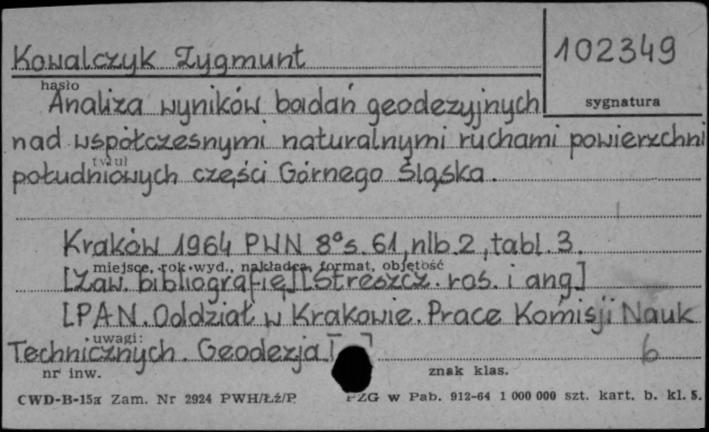 Kowalczyk Zygmunt
102349
hasło
sygnatura
Analiza wyników badań geodezyjnych
nad współczesnymi naturalnymi ruchami powierzchni
tytuł
południowych części Górnego Śląska.
Kraków 1964 PWN 8° s. 61, nlb. 2, tabl. 3.
miejsce, rok wyd., nakładca, format, objętość
[Zaw. bibliografię] [Streszcz. ros. i ang.]
[PAN. Oddział w Krakowie. Prace Komisji Nauk
uwagi:
Technicznych. Geodezja 1]
6
nr inw.
znak klas.
CWD-B-15a Zam. Nr 2924 PWH/Łź/P.
PZG w Pab. 912-64 1 000 000 szt. kart. b. kl. 5.